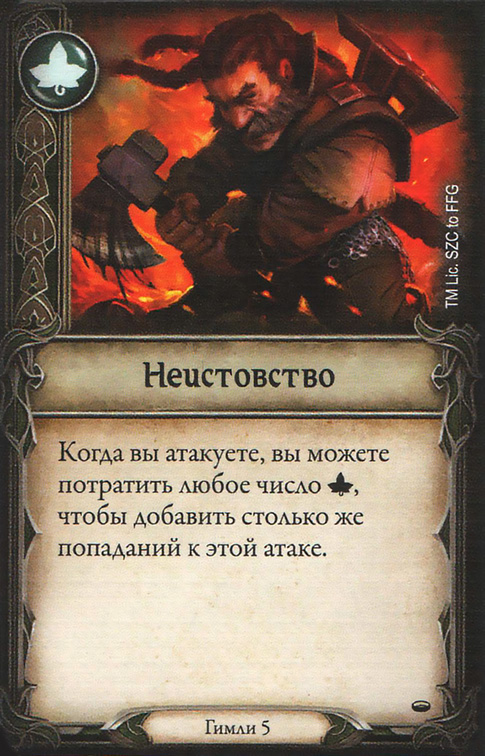 TM Lic. SZC to FFG
Неистовство
Когда вы атакуете, вы можете
потратить любое число ,
чтобы добавить столько же
попаданий к этой атаке.
Гимли 5